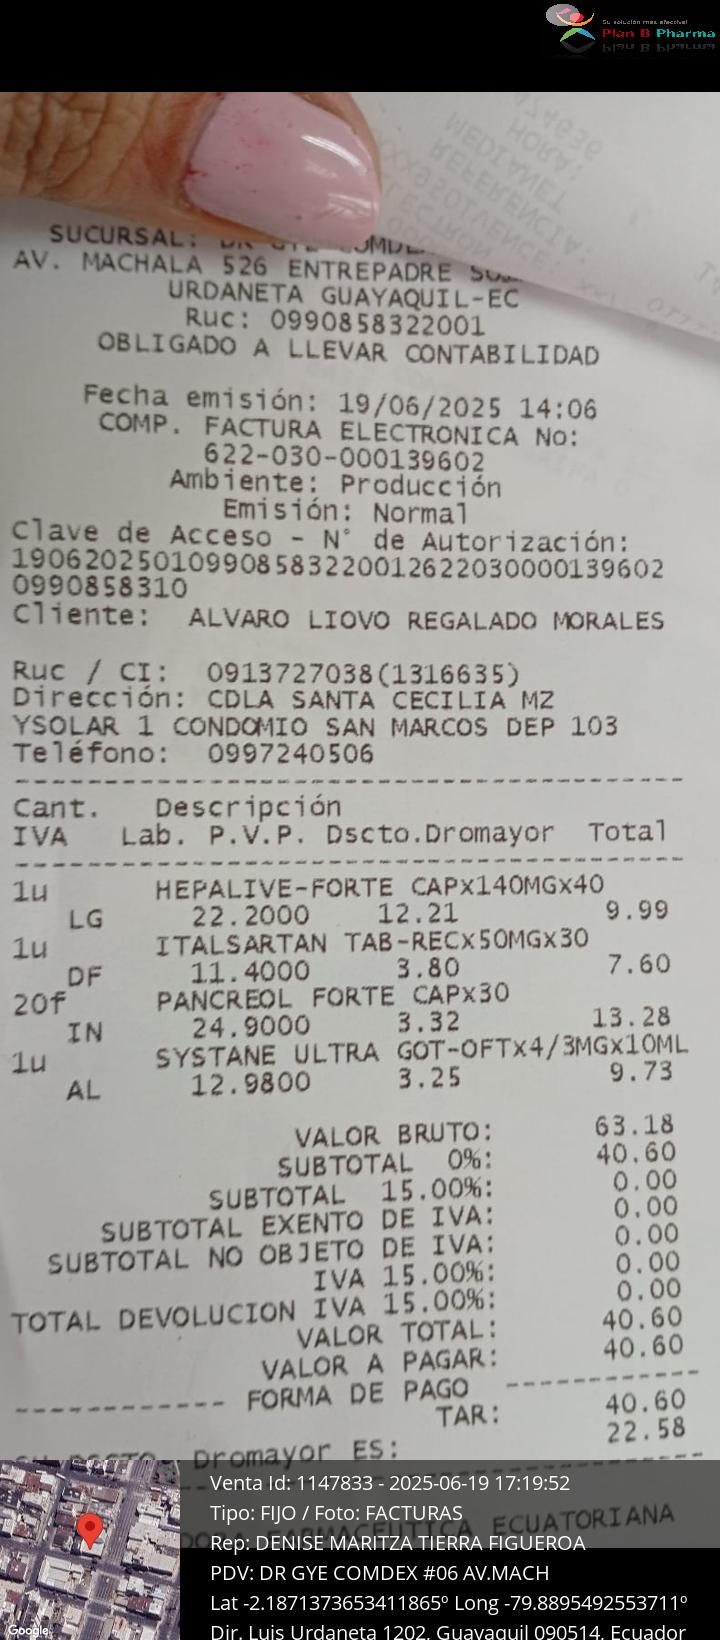 Su solución más efectiva!
Plan B Pharma
SUCURSAL: DR GYE COMDE
AV. MACHALA 526 ENTREPADRE
URDANETA GUAYAQUIL-EC
Ruc: 0990858322001
OBLIGADO A LLEVAR CONTABILIDAD
Fecha emisión: 19/06/2025 14:06
COMP. FACTURA ELECTRONICA No:
622-030-000139602
Ambiente: Producción
Emisión: Normal
Clave de Acceso - N° de Autorización:
190620250109908583220012622030000139602
0990858310
Cliente: ALVARO LIOVO REGALADO MORALES
Ruc / CI: 0913727038(1316635)
Dirección: CDLA SANTA CECILIA MZ
YSOLAR 1 CONDOMIO SAN MARCOS DEP 103
Teléfono: 0997240506
Cant. Descripción
IVA Lab. P.V.P. Dscto.Dromayor Total
1u HEPALIVE-FORTE CAPx140MGx40
LG 22.2000 12.21 9.99
1u ITALSARTAN TAB-RECx50MGx30
DF 11.4000 3.80 7.60
20f PANCREOL FORTE CAPx30
IN 24.9000 3.32 13.28
1u SYSTANE ULTRA GOT-OFTx4/3MGx10ML
AL 12.9800 3.25 9.73
VALOR BRUTO: 63.18
SUBTOTAL 0%: 40.60
SUBTOTAL 15.00%: 0.00
SUBTOTAL EXENTO DE IVA: 0.00
SUBTOTAL NO OBJETO DE IVA: 0.00
IVA 15.00%: 0.00
TOTAL DEVOLUCION IVA 15.00%: 0.00
VALOR TOTAL: 40.60
VALOR A PAGAR: 40.60
------------ FORMA DE PAGO ------------
TAR: 40.60
DSCTO. Dromayor ES: 22.58
DORA FARMACEUTICA ECUATORIANA
Venta Id: 1147833 - 2025-06-19 17:19:52
Tipo: FIJO / Foto: FACTURAS
Rep: DENISE MARITZA TIERRA FIGUEROA
PDV: DR GYE COMDEX #06 AV.MACH
Lat -2.1871373653411865º Long -79.8895492553711º
Dir. Luis Urdaneta 1202, Guayaquil 090514, Ecuador
Google